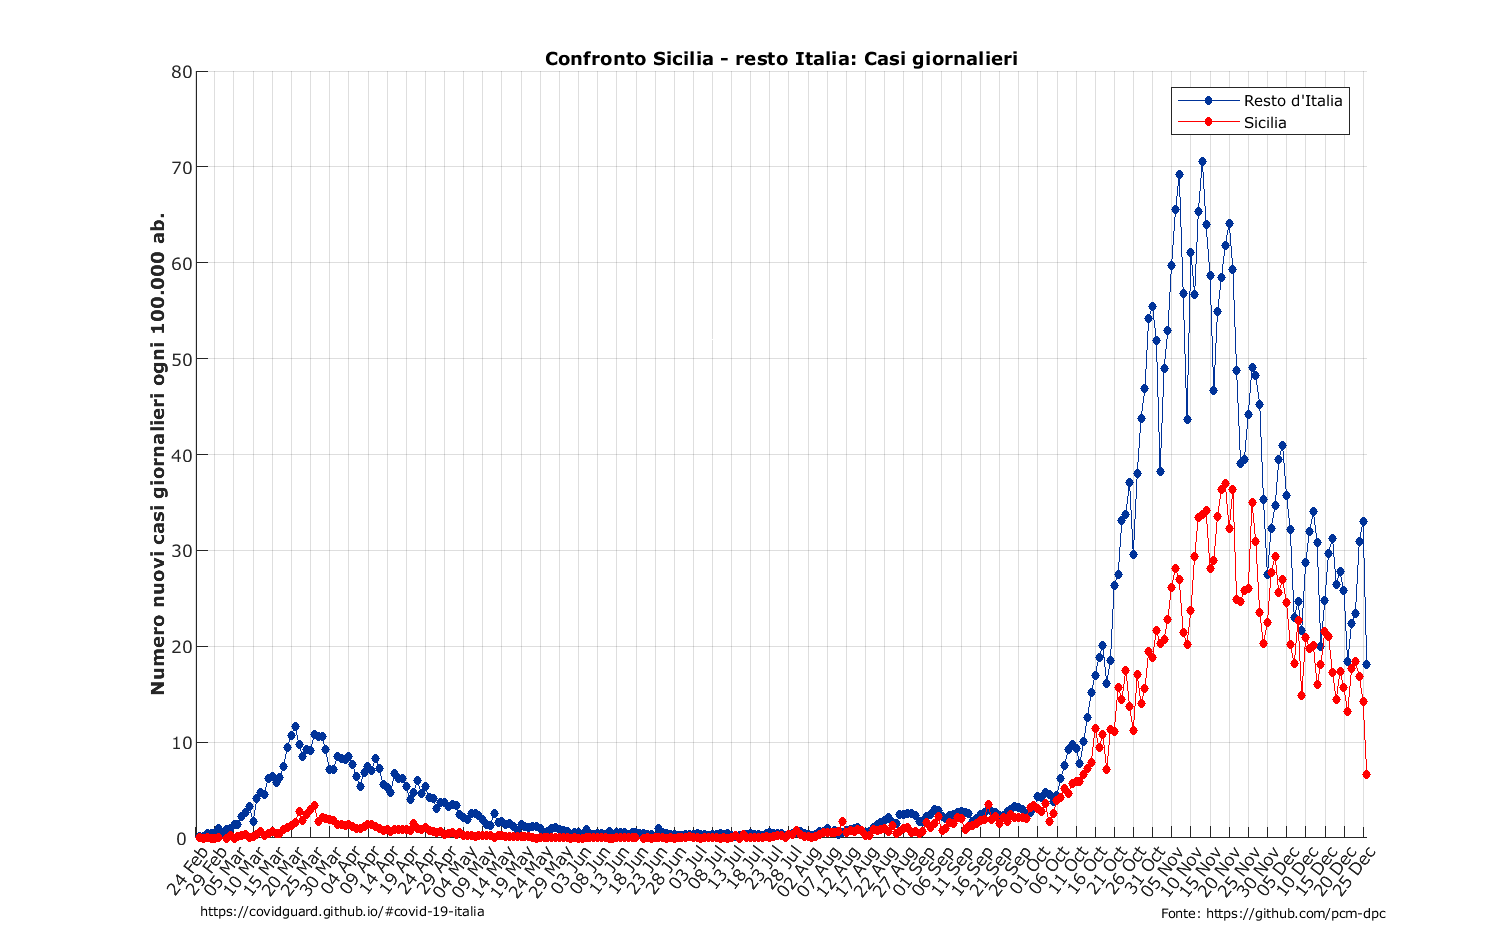 Confronto Sicilia - resto Italia: Casi giornalieri
Numero nuovi casi giornalieri ogni 100.000 ab.
80
70
60
50
40
30
20
10
0
Resto d'Italia
Sicilia
24 Feb
29 Feb
05 Mar
10 Mar
15 Mar
20 Mar
25 Mar
30 Mar
04 Apr
09 Apr
14 Apr
19 Apr
24 Apr
29 Apr
04 May
09 May
14 May
19 May
24 May
29 May
03 Jun
08 Jun
13 Jun
18 Jun
23 Jun
28 Jun
03 Jul
08 Jul
13 Jul
18 Jul
23 Jul
28 Jul
02 Aug
07 Aug
12 Aug
17 Aug
22 Aug
27 Aug
01 Sep
06 Sep
11 Sep
16 Sep
21 Sep
26 Sep
01 Oct
06 Oct
11 Oct
16 Oct
21 Oct
26 Oct
31 Oct
05 Nov
10 Nov
15 Nov
20 Nov
25 Nov
30 Nov
05 Dec
10 Dec
15 Dec
20 Dec
25 Dec
https://covidguard.github.io/#covid-19-italia
Fonte: https://github.com/pcm-dpc